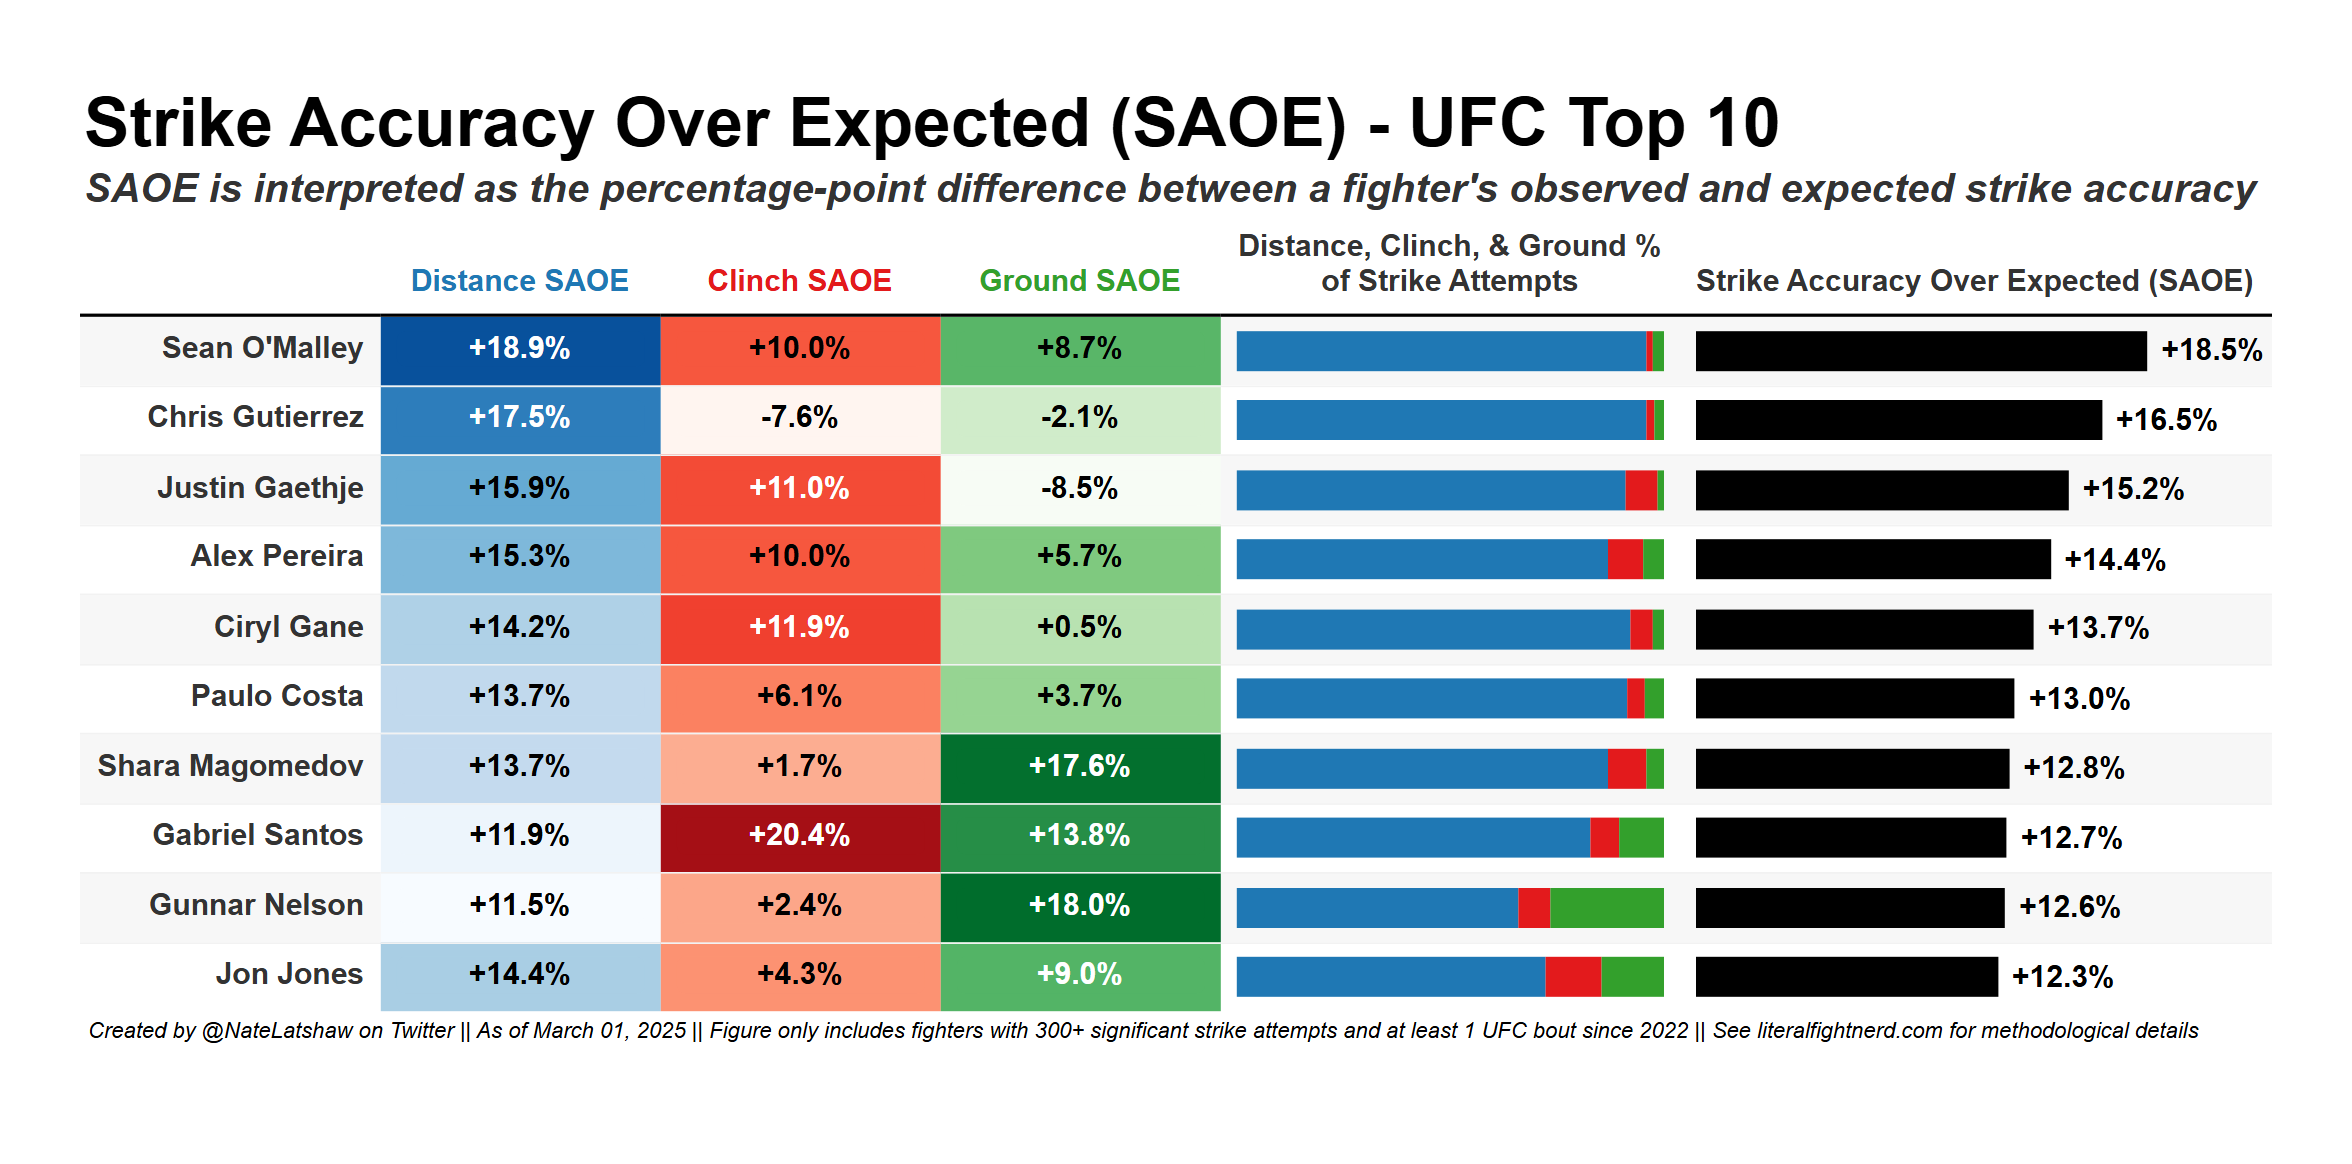 Strike Accuracy Over Expected (SAOE) - UFC Top 10
SAOE is interpreted as the percentage-point difference between a fighter's observed and expected strike accuracy
Distance SAOE Clinch SAOE Ground SAOE Distance, Clinch, & Ground % of Strike Attempts Strike Accuracy Over Expected (SAOE)
Sean O'Malley +18.9% +10.0% +8.7% +18.5%
Chris Gutierrez +17.5% -7.6% -2.1% +16.5%
Justin Gaethje +15.9% +11.0% -8.5% +15.2%
Alex Pereira +15.3% +10.0% +5.7% +14.4%
Ciryl Gane +14.2% +11.9% +0.5% +13.7%
Paulo Costa +13.7% +6.1% +3.7% +13.0%
Shara Magomedov +13.7% +1.7% +17.6% +12.8%
Gabriel Santos +11.9% +20.4% +13.8% +12.7%
Gunnar Nelson +11.5% +2.4% +18.0% +12.6%
Jon Jones +14.4% +4.3% +9.0% +12.3%
Created by @NateLatshaw on Twitter || As of March 01, 2025 || Figure only includes fighters with 300+ significant strike attempts and at least 1 UFC bout since 2022 || See literalfightnerd.com for methodological details